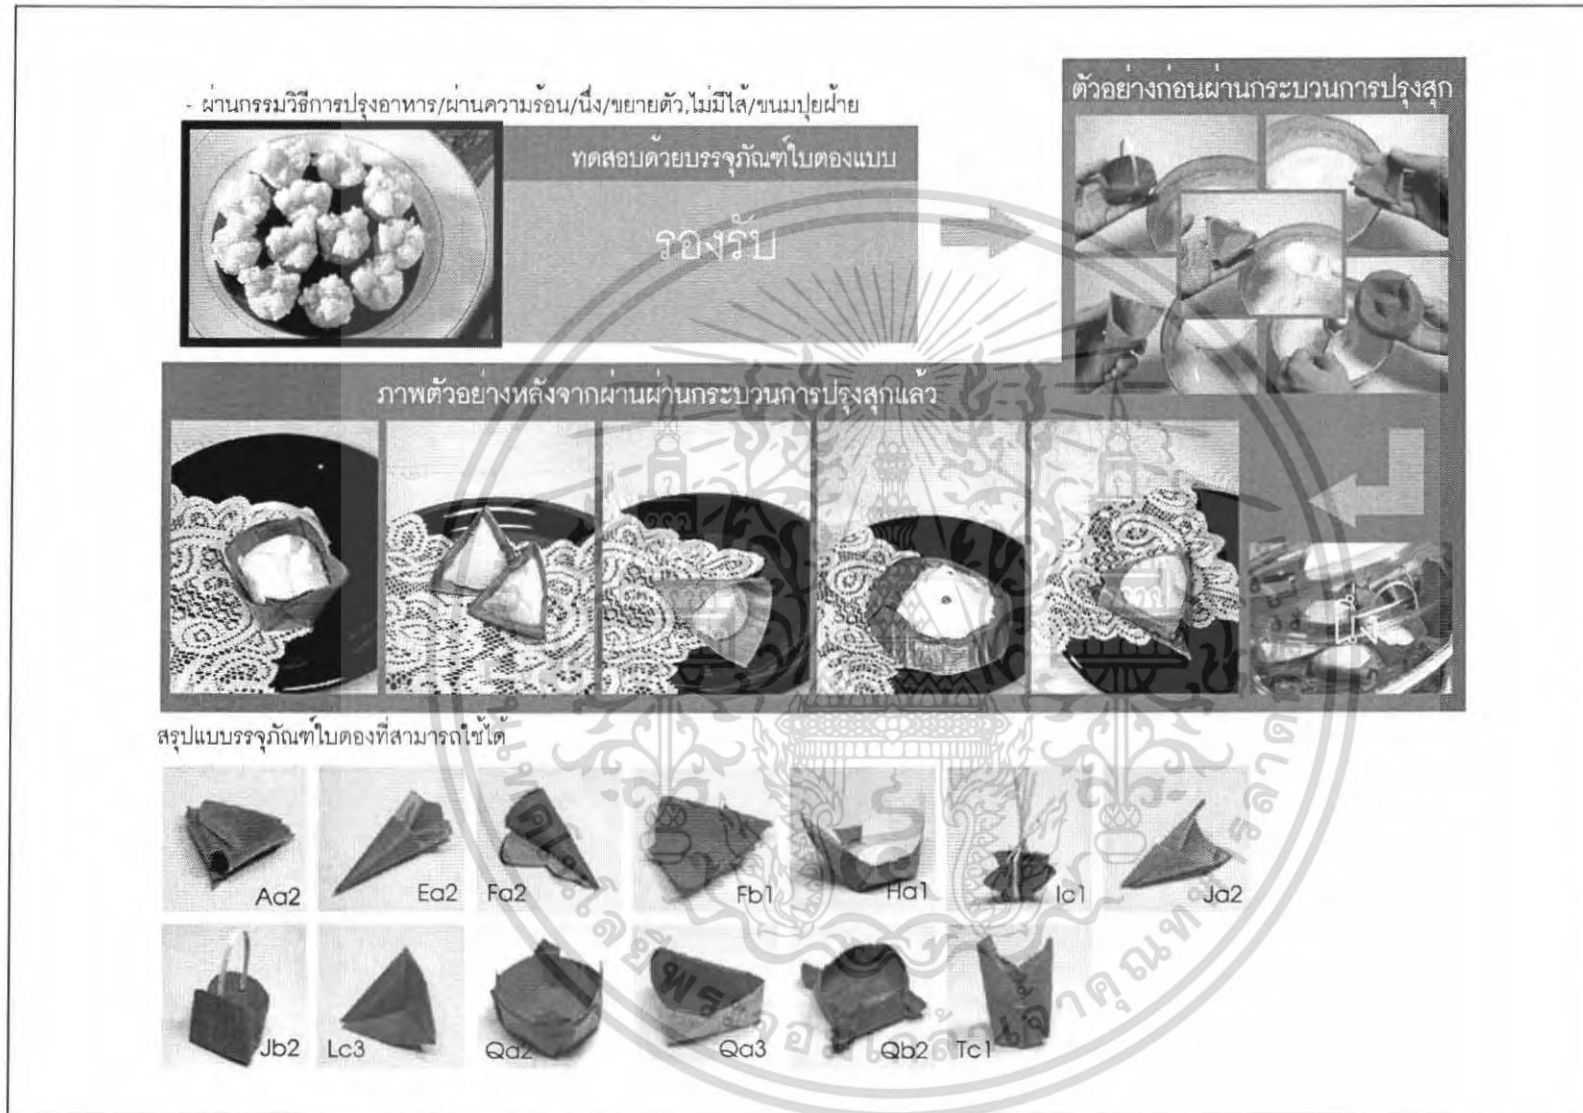 - ผ่านกรรมวิธีการปรุงอาหาร/ผ่านความร้อน/นึ่ง/ขยายตัว,ไม่มีไส้/ขนมปุยฝ้าย
ทดสอบด้วยบรรจุภัณฑ์ใบตองแบบ
รองรับ
ตัวอย่างก่อนผ่านกระบวนการปรุงสุก
ภาพตัวอย่างหลังจากผ่านผ่านกระบวนการปรุงสุกแล้ว
สรุปแบบรรจุภัณฑ์ใบตองที่สามารถใช้ได้
Aa2 Ea2 Fa2 Fb1 Ha1 Ic1 Ja2
Jb2 Lc3 Qa2 Qa3 Qb2 Tc1